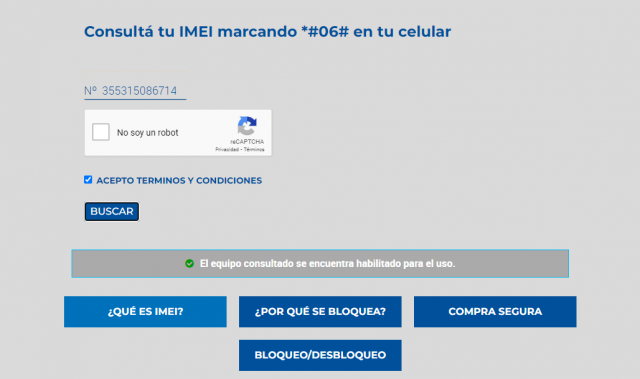 Consultá tu IMEI marcando *#06# en tu celular
Nº 355315086714
No soy un robot
reCAPTCHA
Privacidad • Términos
ACEPTO TERMINOS Y CONDICIONES
BUSCAR
El equipo consultado se encuentra habilitado para el uso.
¿QUÉ ES IMEI?
¿POR QUÉ SE BLOQUEA?
COMPRA SEGURA
BLOQUEO/DESBLOQUEO